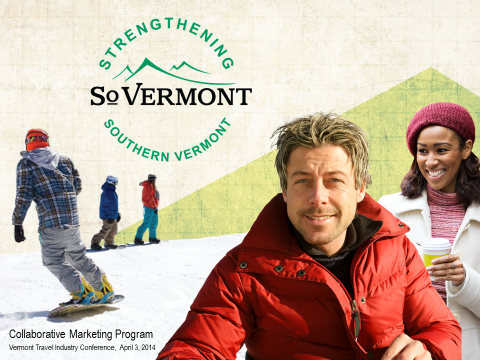 STRENGTHENING
SoVERMONT
SOUTHERN VERMONT
Collaborative Marketing Program
Vermont Travel Industry Conference, April 3, 2014